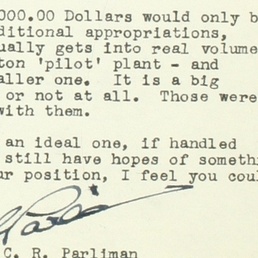 000.00 Dollars would only b
ditional appropriations,
ually gets into real volume
ton 'pilot' plant - and
aller one. It is a big
or not at all. Those were
with them.
an ideal one, if handled
still have hopes of somethi
ur position, I feel you coul
C. R. Parliman